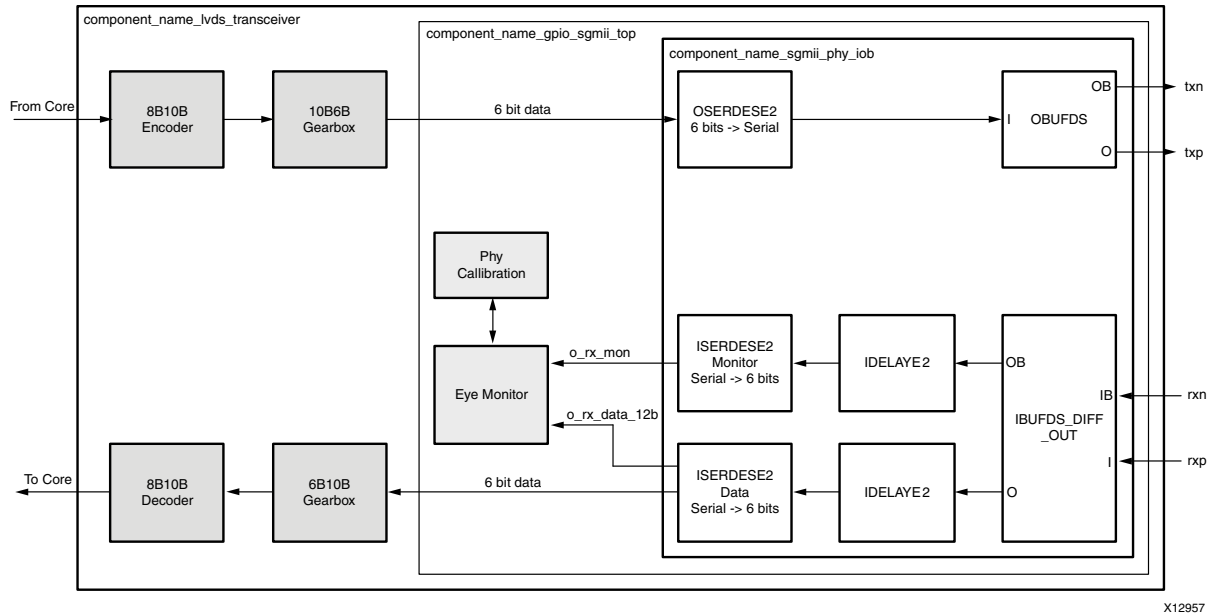 component_name_lvds_transceiver
component_name_gpio_sgmii_top
component_name_sgmii_phy_iob
From Core
8B10B
Encoder
10B6B
Gearbox
6 bit data
OSERDESE2
6 bits -> Serial
I
OBUFDS
OB
O
txn
txp
Phy
Callibration
Eye Monitor
o_rx_mon
o_rx_data_12b
ISERDESE2
Monitor
Serial -> 6 bits
IDELAYE2
OB
IB
IBUFDS_DIFF
_OUT
I
O
rxn
rxp
To Core
8B10B
Decoder
6B10B
Gearbox
6 bit data
ISERDESE2
Data
Serial -> 6 bits
IDELAYE2
X12957